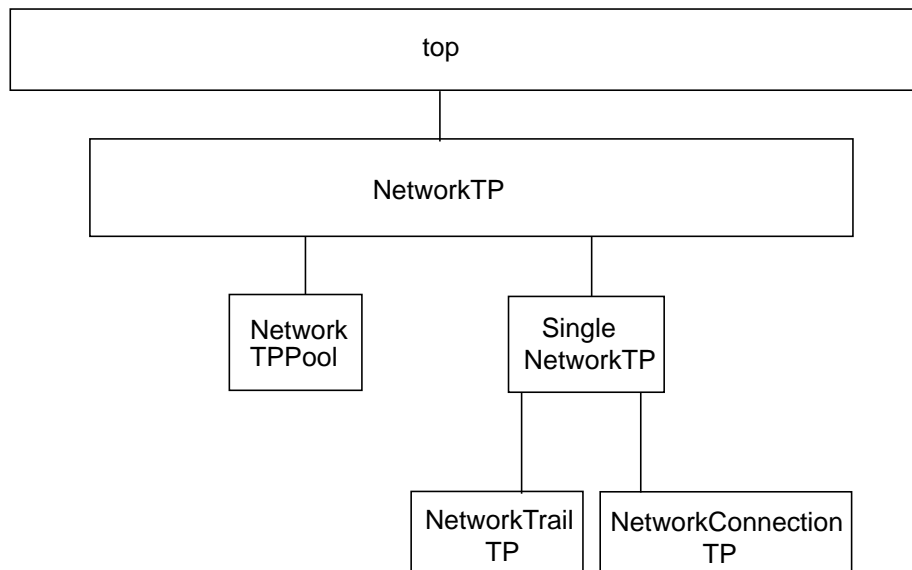 top
NetworkTP
Network
TPPool
Single
NetworkTP
NetworkTrail
TP
NetworkConnection
TP